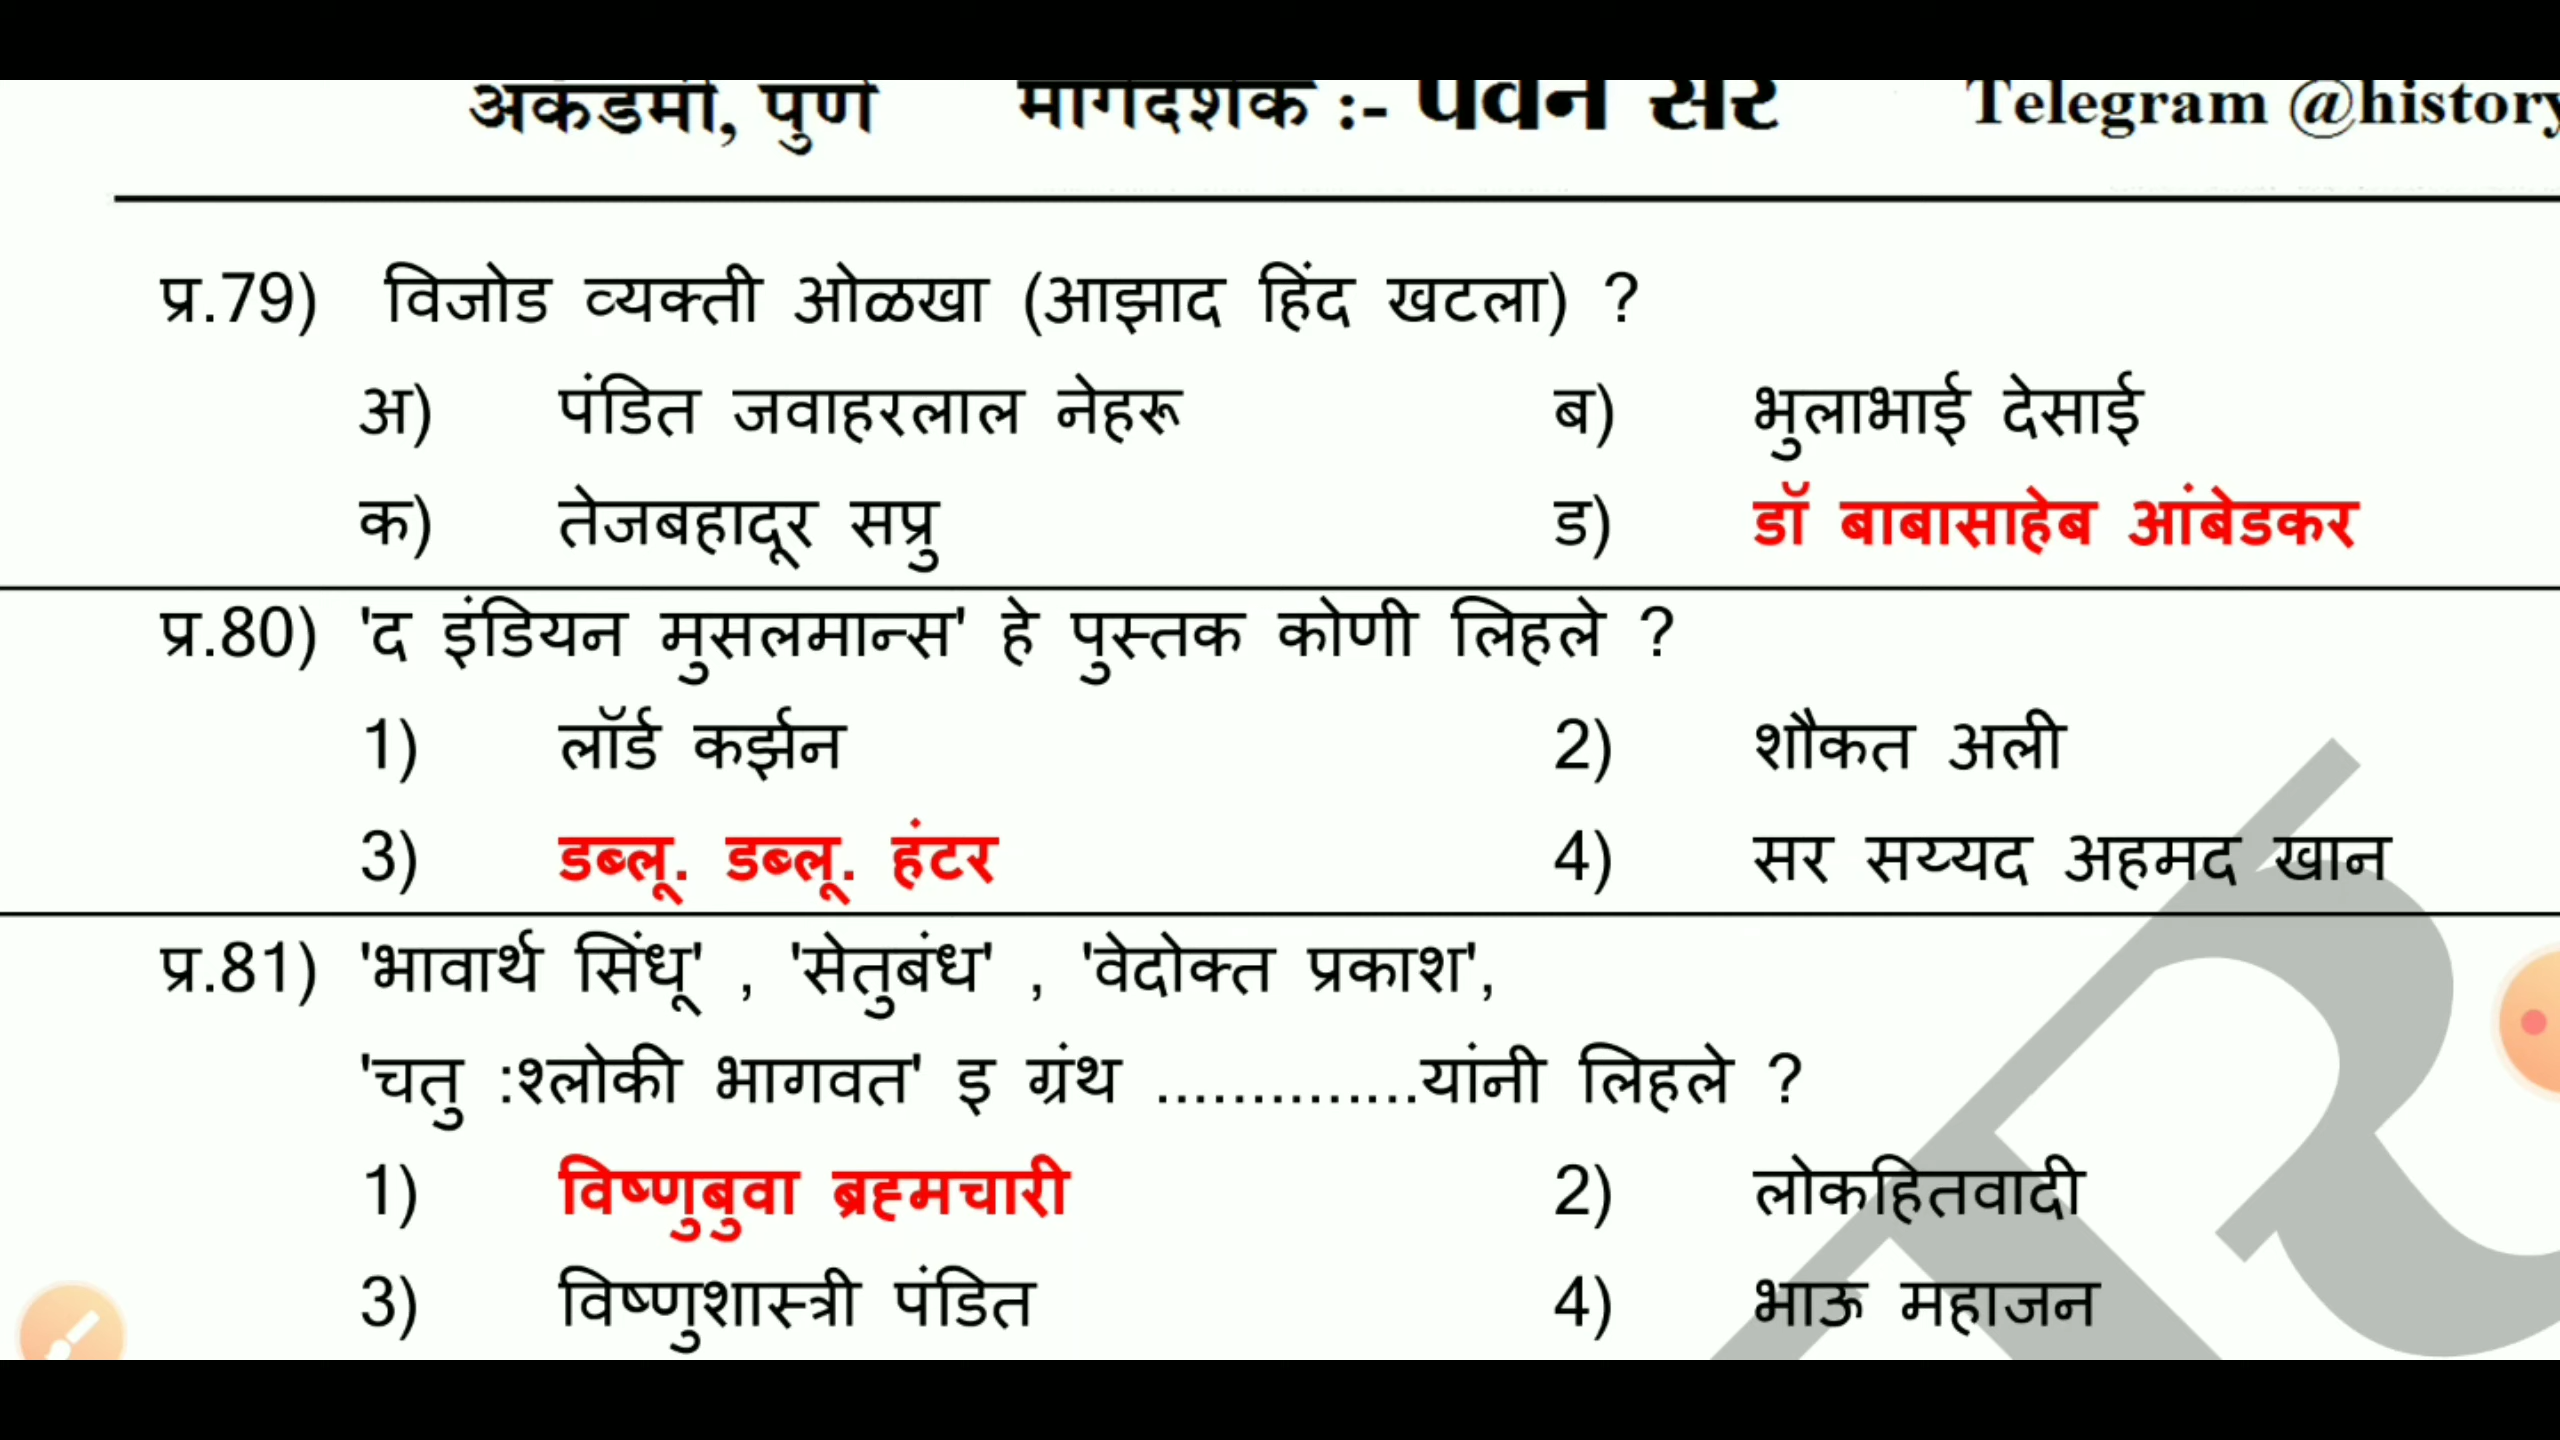 अकॅडमी, पुणे मार्गदर्शक :- पवन सर Telegram @history
प्र.79) विजोड व्यक्ती ओळखा (आझाद हिंद खटला) ?
अ) पंडित जवाहरलाल नेहरू ब) भुलाभाई देसाई
क) तेजबहादूर सप्रु ड) डॉ बाबासाहेब आंबेडकर
प्र.80) 'द इंडियन मुसलमान्स' हे पुस्तक कोणी लिहले ?
1) लॉर्ड कर्झन 2) शौकत अली
3) डब्लू. डब्लू. हंटर 4) सर सय्यद अहमद खान
प्र.81) 'भावार्थ सिंधू' , 'सेतुबंध' , 'वेदोक्त प्रकाश',
'चतु :श्लोकी भागवत' इ ग्रंथ ..............यांनी लिहले ?
1) विष्णुबुवा ब्रह्मचारी 2) लोकहितवादी
3) विष्णुशास्त्री पंडित 4) भाऊ महाजन